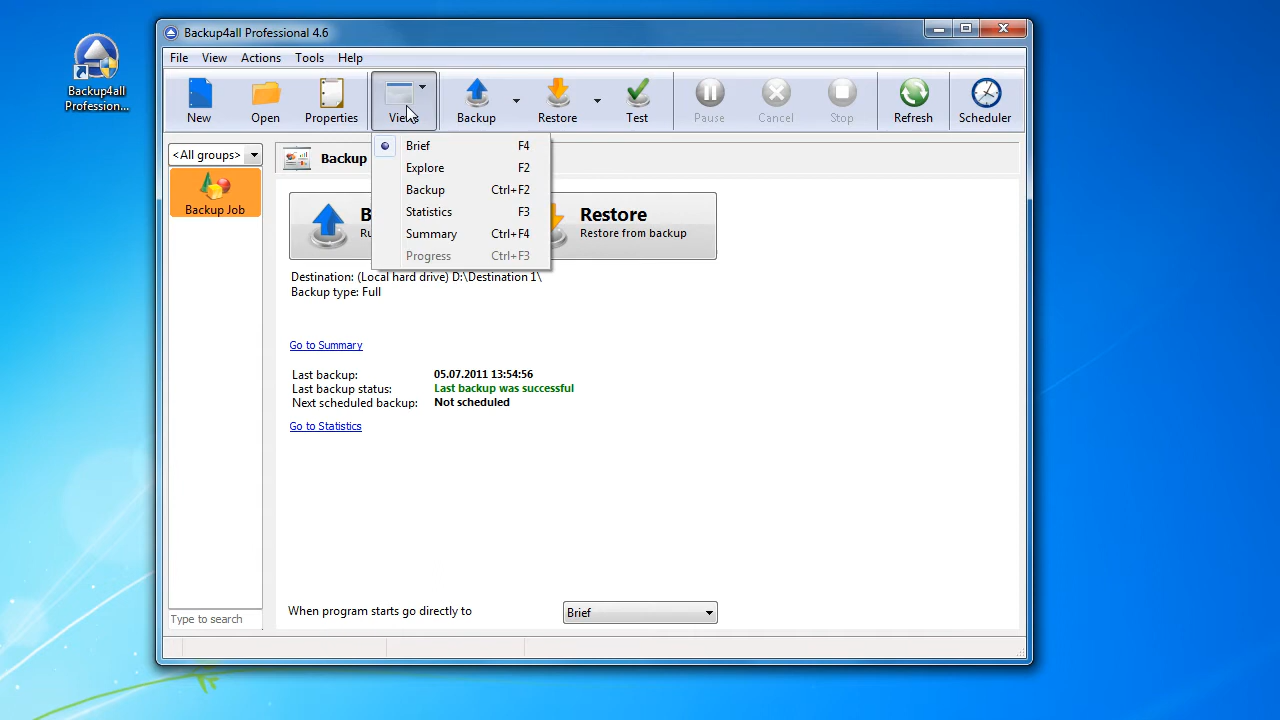 Backup4all Professional 4.6
Backup4all
Professional...
File View Actions Tools Help
New Open Properties Views Backup Restore Test Pause Cancel Stop Refresh Scheduler
<All groups>
Backup Job
Type to search
Backup
Brief F4
Explore F2
Backup Ctrl+F2
Statistics F3
Summary Ctrl+F4
Progress Ctrl+F3
Restore
Restore from backup
Destination: (Local hard drive) D:\Destination 1\
Backup type: Full
Go to Summary
Last backup: 05.07.2011 13:54:56
Last backup status: Last backup was successful
Next scheduled backup: Not scheduled
Go to Statistics
When program starts go directly to Brief